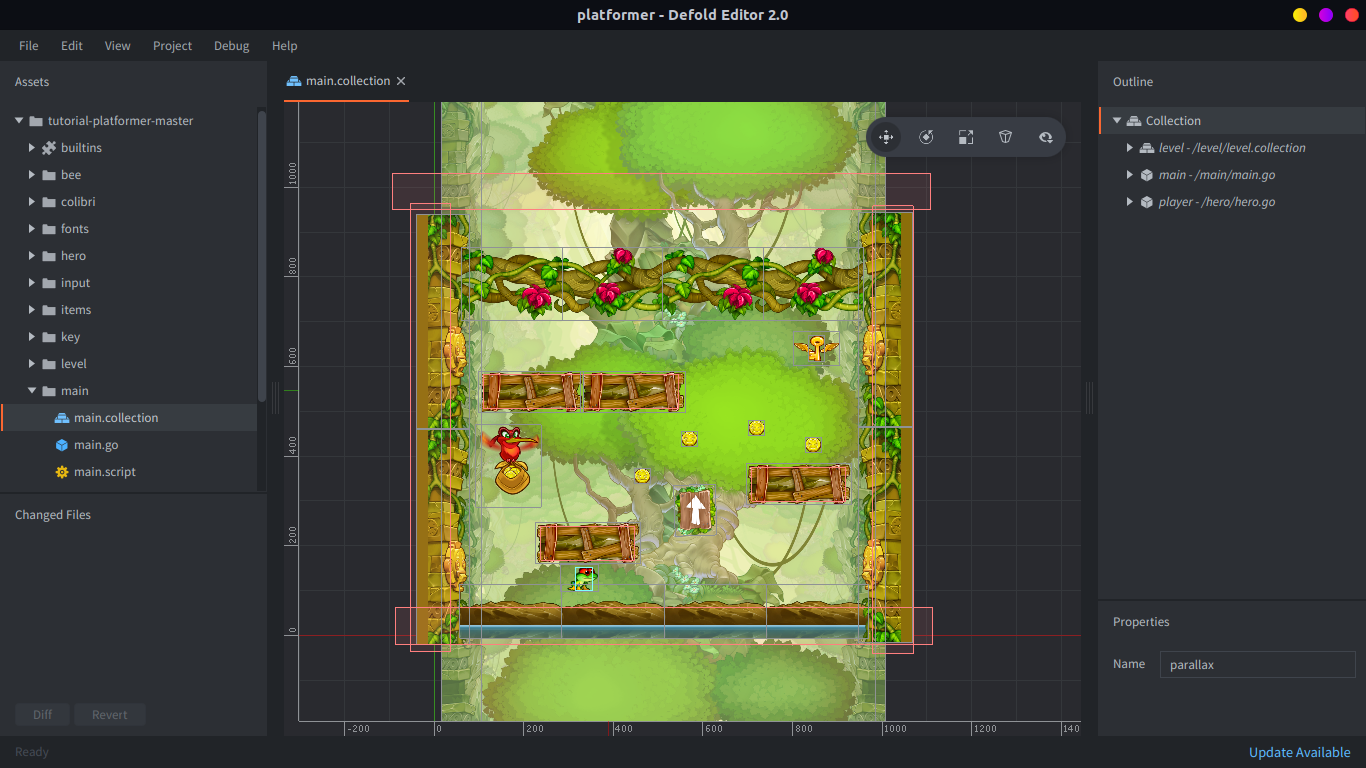 platformer - Defold Editor 2.0
File Edit View Project Debug Help
Assets
tutorial-platformer-master
builtins
bee
colibri
fonts
hero
input
items
key
level
main
main.collection
main.go
main.script
Changed Files
Diff Revert
Ready
main.collection
1000
800
600
400
200
0
-200 0 200 400 600 800 1000 1200 140
Outline
Collection
level - /level/level.collection
main - /main/main.go
player - /hero/hero.go
Properties
Name parallax
Update Available